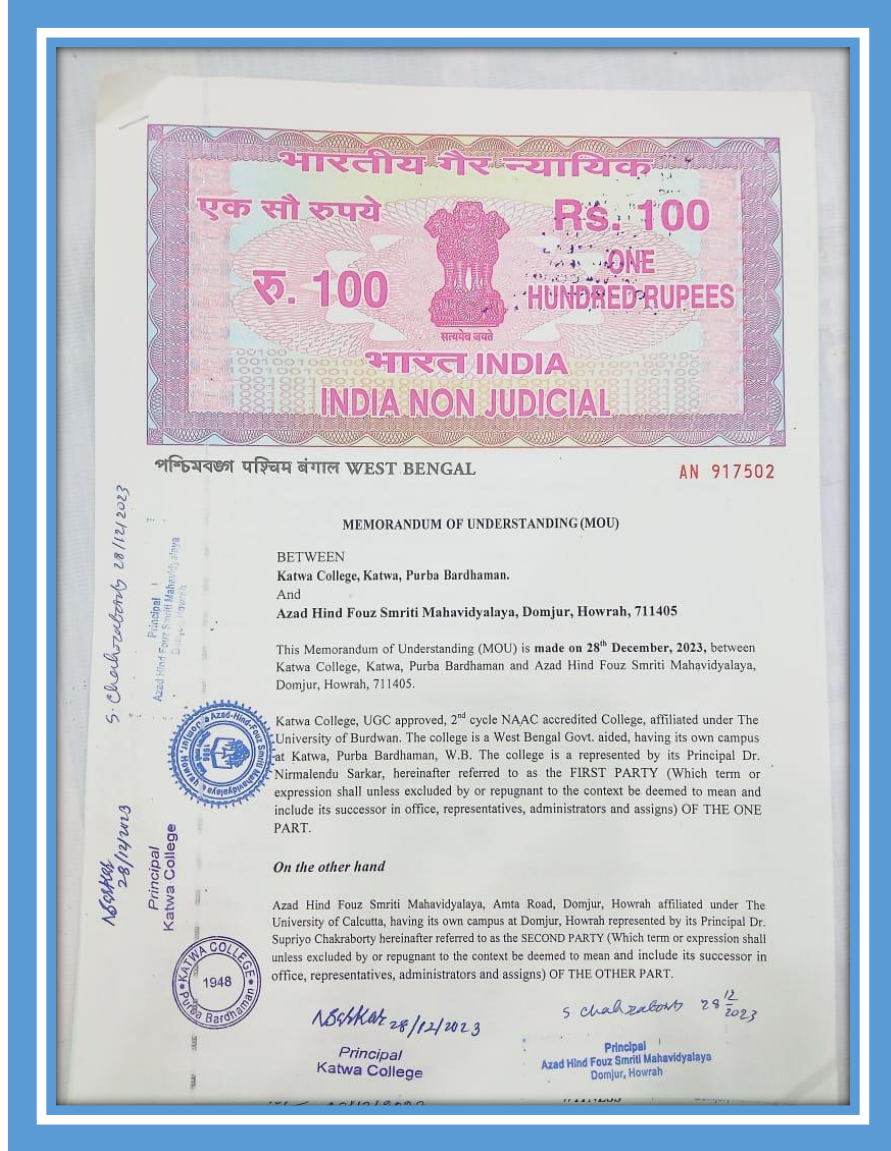 भारतीय गैर न्यायिक
एक सौ रुपये
Rs. 100
रु. 100
ONE
HUNDRED RUPEES
सत्यमेव जयते
भारत INDIA
INDIA NON JUDICIAL
পশ্চিমবঙ্গ पश्चिम बंगाल WEST BENGAL
AN 917502
MEMORANDUM OF UNDERSTANDING (MOU)
BETWEEN
Katwa College, Katwa, Purba Bardhaman.
And
Azad Hind Fouz Smriti Mahavidyalaya, Domjur, Howrah, 711405
This Memorandum of Understanding (MOU) is made on 28th December, 2023, between
Katwa College, Katwa, Purba Bardhaman and Azad Hind Fouz Smriti Mahavidyalaya,
Domjur, Howrah, 711405.
Katwa College, UGC approved, 2nd cycle NAAC accredited College, affiliated under The
University of Burdwan. The college is a West Bengal Govt. aided, having its own campus
at Katwa, Purba Bardhaman, W.B. The college is a represented by its Principal Dr.
Nirmalendu Sarkar, hereinafter referred to as the FIRST PARTY (Which term or
expression shall unless excluded by or repugnant to the context be deemed to mean and
include its successor in office, representatives, administrators and assigns) OF THE ONE
PART.
On the other hand
Azad Hind Fouz Smriti Mahavidyalaya, Amta Road, Domjur, Howrah affiliated under The
University of Calcutta, having its own campus at Domjur, Howrah represented by its Principal Dr.
Supriyo Chakraborty hereinafter referred to as the SECOND PARTY (Which term or expression shall
unless excluded by or repugnant to the context be deemed to mean and include its successor in
office, representatives, administrators and assigns) OF THE OTHER PART.
NSarkar 28/12/2023
Principal
Katwa College
S Chakraborty 28/12/2023
Principal
Azad Hind Fouz Smriti Mahavidyalaya
Domjur, Howrah
S. Chakraborty 28/12/2023
Principal
Azad Hind Fouz Smriti Mahavidyalaya
Domjur, Howrah
NSarkar
28/12/2023
Principal
Katwa College
KATWA COLLEGE
1948
Purba Bardhaman
Azad-Hind-Fouz Smriti Mahavidyalaya
Domjur, Howrah